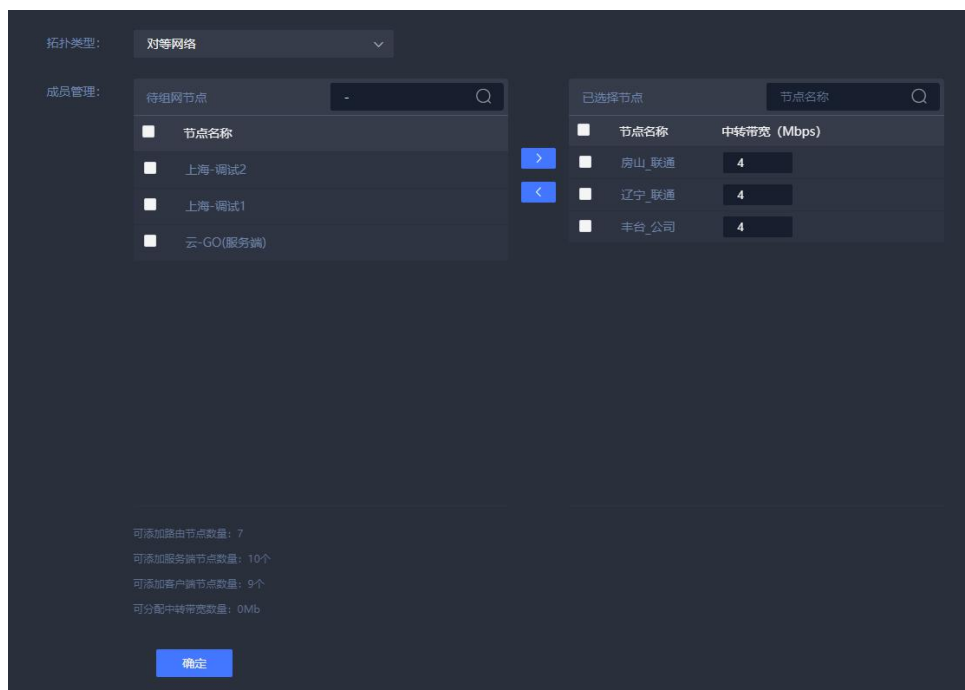 拓扑类型： 对等网络
成员管理： 待组网节点 - 已选择节点 节点名称
节点名称 节点名称 中转带宽（Mbps）
上海-调试2 房山_联通 4
上海-调试1 辽宁_联通 4
云-GO(服务端) 丰台_公司 4
可添加路由节点数量：7
可添加服务端节点数量：10个
可添加客户端节点数量：9个
可分配中转带宽数量：0Mb
确定